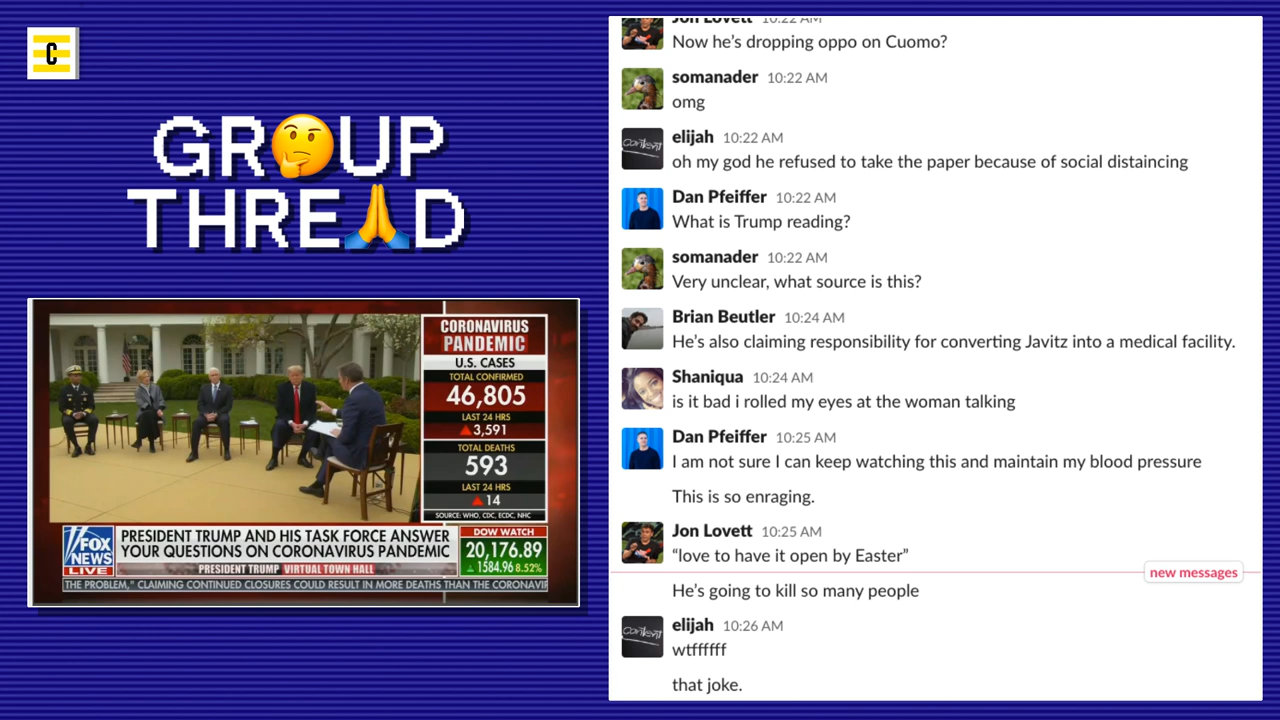 C
GR🤔UP
THRE🙏D
CORONAVIRUS
PANDEMIC
U.S. CASES
TOTAL CONFIRMED
46,805
LAST 24 HRS
▲3,591
TOTAL DEATHS
593
LAST 24 HRS
▲14
SOURCE: WHO, CDC, ECDC, NHC
FOX
NEWS
LIVE
PRESIDENT TRUMP AND HIS TASK FORCE ANSWER
YOUR QUESTIONS ON CORONAVIRUS PANDEMIC
PRESIDENT TRUMP VIRTUAL TOWN HALL
DOW WATCH
20,176.89
▲ 1584.96 8.52%
THE PROBLEM," CLAIMING CONTINUED CLOSURES COULD RESULT IN MORE DEATHS THAN THE CORONAVIR
Jon Lovett 10:22 AM
Now he's dropping oppo on Cuomo?
somanader 10:22 AM
omg
elijah 10:22 AM
oh my god he refused to take the paper because of social distaincing
Dan Pfeiffer 10:22 AM
What is Trump reading?
somanader 10:22 AM
Very unclear, what source is this?
Brian Beutler 10:24 AM
He's also claiming responsibility for converting Javitz into a medical facility.
Shaniqua 10:24 AM
is it bad i rolled my eyes at the woman talking
Dan Pfeiffer 10:25 AM
I am not sure I can keep watching this and maintain my blood pressure
This is so enraging.
Jon Lovett 10:25 AM
“love to have it open by Easter”
new messages
He's going to kill so many people
elijah 10:26 AM
wtffffff
that joke.